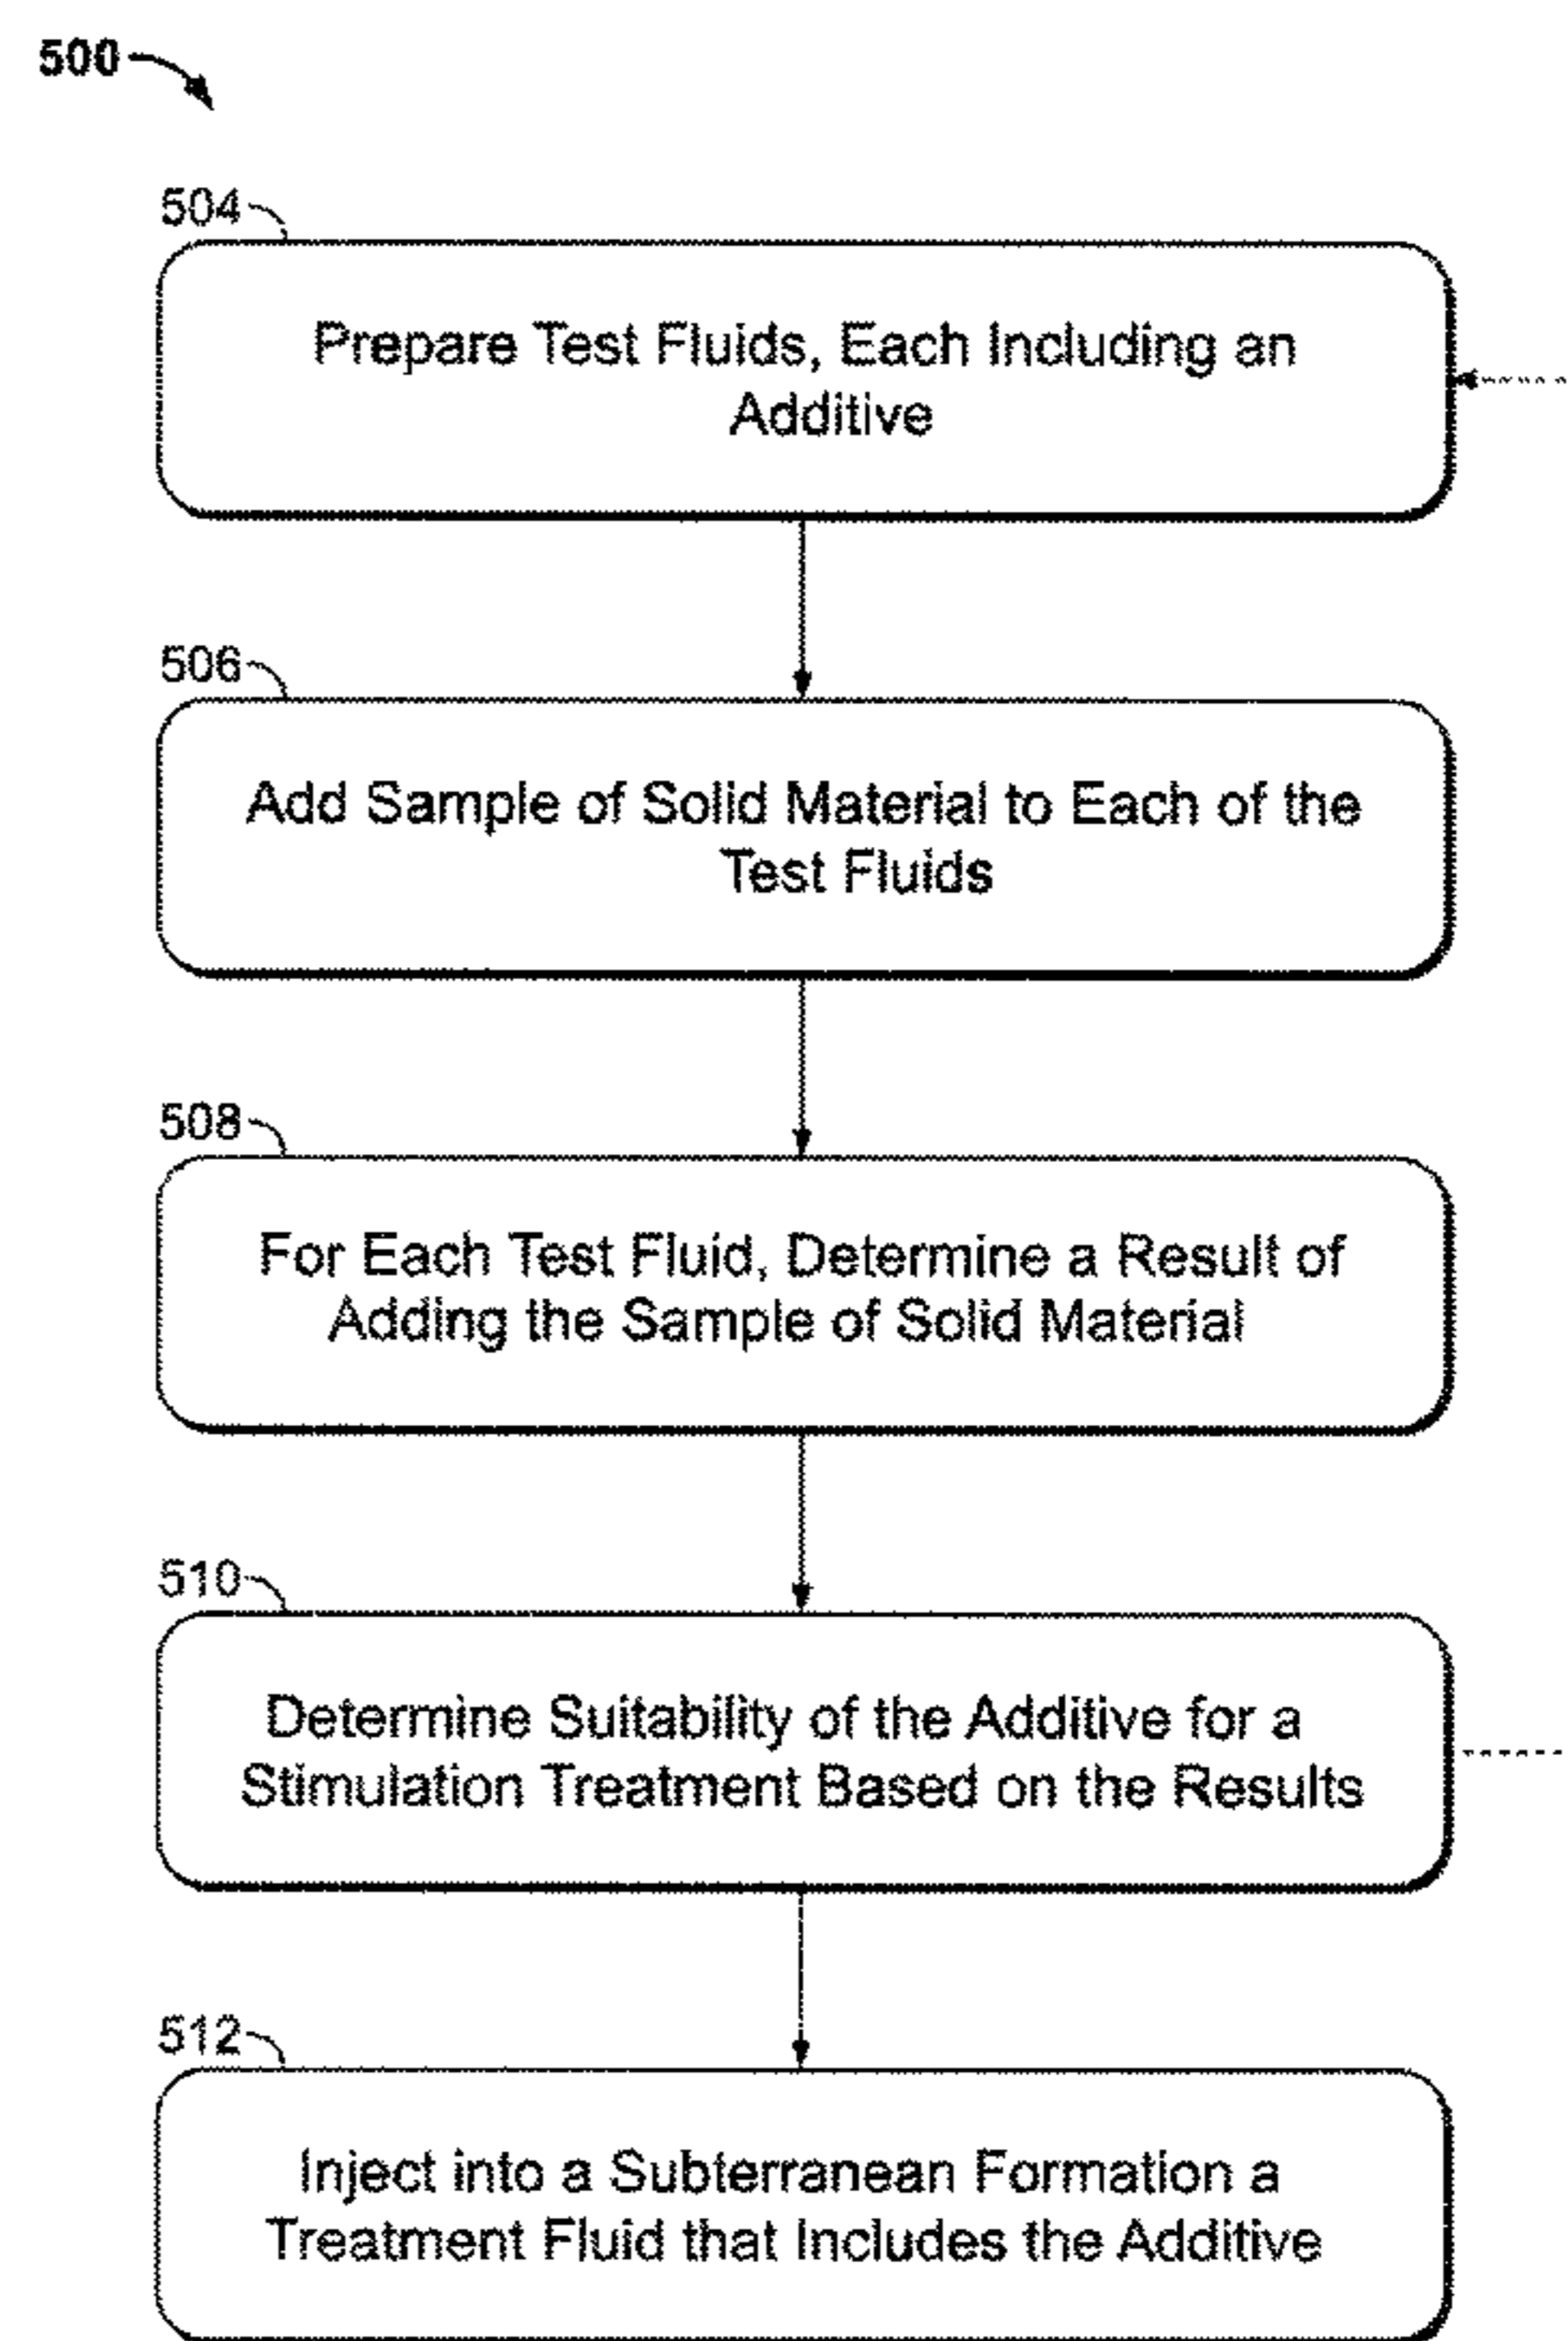 500
504
Prepare Test Fluids, Each Including an
Additive
506
Add Sample of Solid Material to Each of the
Test Fluids
508
For Each Test Fluid, Determine a Result of
Adding the Sample of Solid Material
510
Determine Suitability of the Additive for a
Stimulation Treatment Based on the Results
512
Inject into a Subterranean Formation a
Treatment Fluid that Includes the Additive